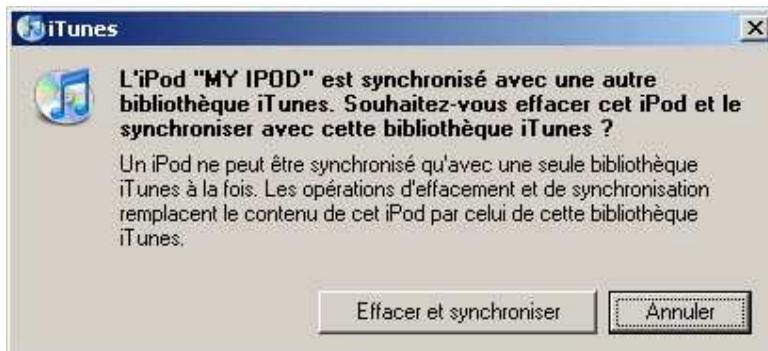 iTunes
L'iPod "MY IPOD" est synchronisé avec une autre
bibliothèque iTunes. Souhaitez-vous effacer cet iPod et le
synchroniser avec cette bibliothèque iTunes ?
Un iPod ne peut être synchronisé qu'avec une seule bibliothèque
iTunes à la fois. Les opérations d'effacement et de synchronisation
remplacent le contenu de cet iPod par celui de cette bibliothèque
iTunes.
Effacer et synchroniser Annuler